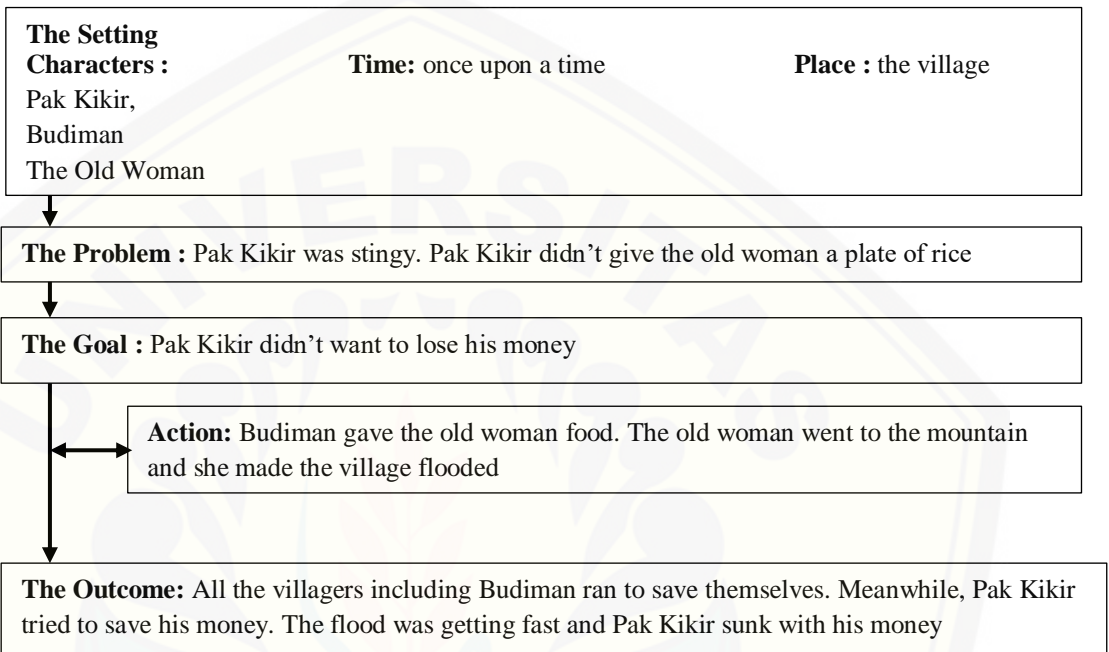 The Setting
Characters : Time: once upon a time Place : the village
Pak Kikir,
Budiman
The Old Woman
The Problem : Pak Kikir was stingy. Pak Kikir didn’t give the old woman a plate of rice
The Goal : Pak Kikir didn’t want to lose his money
Action: Budiman gave the old woman food. The old woman went to the mountain
and she made the village flooded
The Outcome: All the villagers including Budiman ran to save themselves. Meanwhile, Pak Kikir
tried to save his money. The flood was getting fast and Pak Kikir sunk with his money
UNIVERSITAS